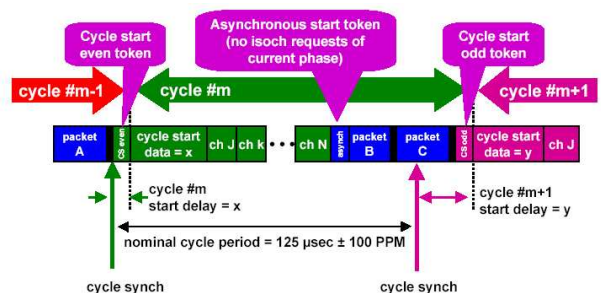 Cycle start
even token
Asynchronous start token
(no isoch requests of
current phase)
Cycle start
odd token
cycle #m-1
cycle #m
cycle #m+1
packet
A
CS even
cycle start
data = x
ch J
ch k
ch N
asynch
packet
B
packet
C
CS odd
cycle start
data = y
ch J
cycle #m
start delay = x
cycle #m+1
start delay = y
nominal cycle period = 125 µsec ± 100 PPM
cycle synch
cycle synch